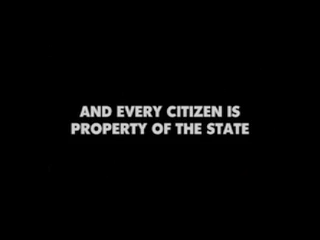 AND EVERY CITIZEN IS
PROPERTY OF THE STATE